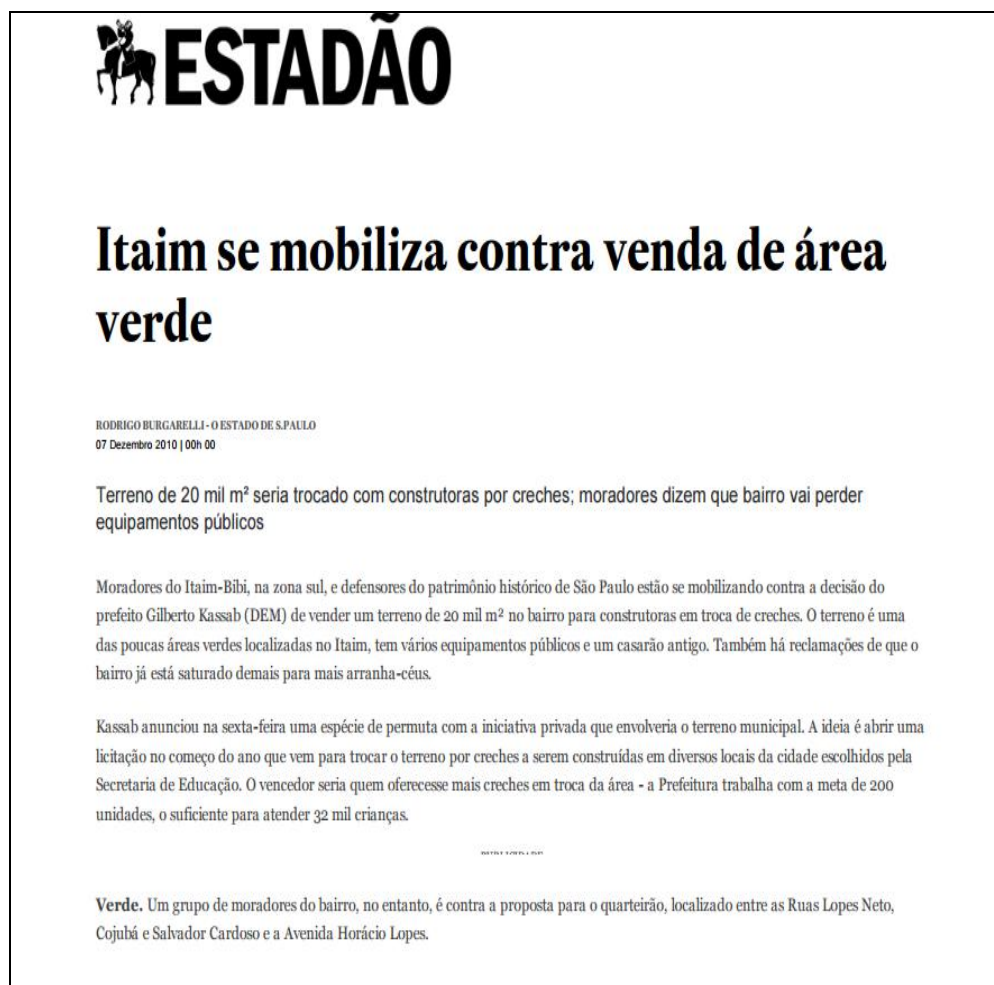 ESTADÃO
Itaim se mobiliza contra venda de área
verde
RODRIGO BURGARELLI - O ESTADO DE S.PAULO
07 Dezembro 2010 | 00h 00
Terreno de 20 mil m² seria trocado com construtoras por creches; moradores dizem que bairro vai perder
equipamentos públicos
Moradores do Itaim-Bibi, na zona sul, e defensores do patrimônio histórico de São Paulo estão se mobilizando contra a decisão do
prefeito Gilberto Kassab (DEM) de vender um terreno de 20 mil m² no bairro para construtoras em troca de creches. O terreno é uma
das poucas áreas verdes localizadas no Itaim, tem vários equipamentos públicos e um casarão antigo. Também há reclamações de que o
bairro já está saturado demais para mais arranha-céus.
Kassab anunciou na sexta-feira uma espécie de permuta com a iniciativa privada que envolveria o terreno municipal. A ideia é abrir uma
licitação no começo do ano que vem para trocar o terreno por creches a serem construídas em diversos locais da cidade escolhidos pela
Secretaria de Educação. O vencedor seria quem oferecesse mais creches em troca da área - a Prefeitura trabalha com a meta de 200
unidades, o suficiente para atender 32 mil crianças.
PUBLICIDADE
Verde. Um grupo de moradores do bairro, no entanto, é contra a proposta para o quarteirão, localizado entre as Ruas Lopes Neto,
Cojubá e Salvador Cardoso e a Avenida Horácio Lopes.